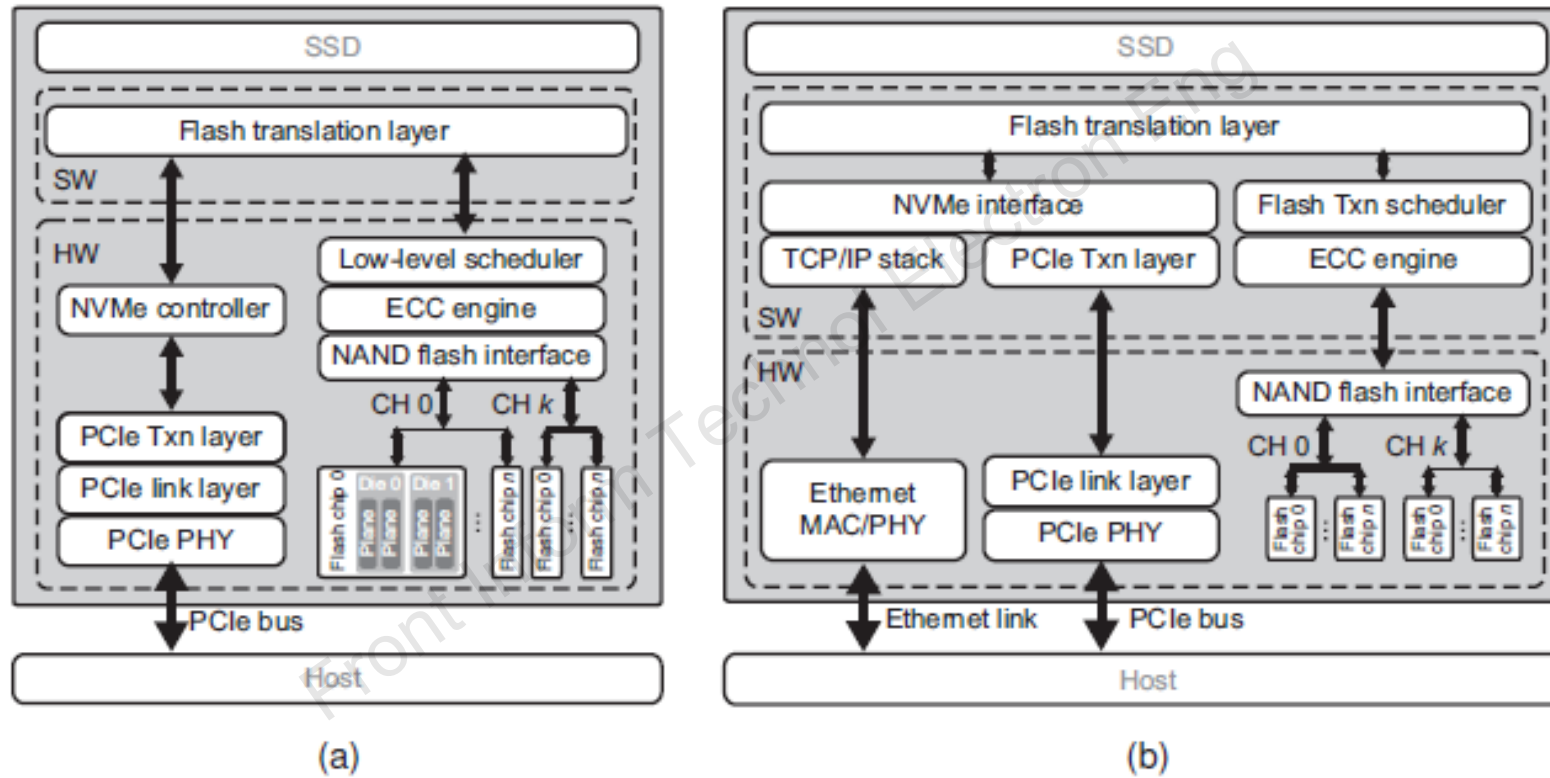 SSD
Flash translation layer
SW
HW
Low-level scheduler
NVMe controller
ECC engine
NAND flash interface
CH 0
CH k
PCIe Txn layer
PCIe link layer
PCIe PHY
Flash chip 0
Die 0
Die 1
Plane
Plane
Plane
Plane
...
Flash chip n
Flash chip 0
...
Flash chip n
PCIe bus
Host
(a)
SSD
Flash translation layer
NVMe interface
Flash Txn scheduler
TCP/IP stack
PCIe Txn layer
ECC engine
SW
HW
NAND flash interface
CH 0
CH k
Ethernet
MAC/PHY
PCIe link layer
PCIe PHY
Flash
chip 0
...
Flash
chip n
Flash
chip 0
...
Flash
chip n
Ethernet link
PCIe bus
Host
(b)
Front Inform Technol Electron Eng